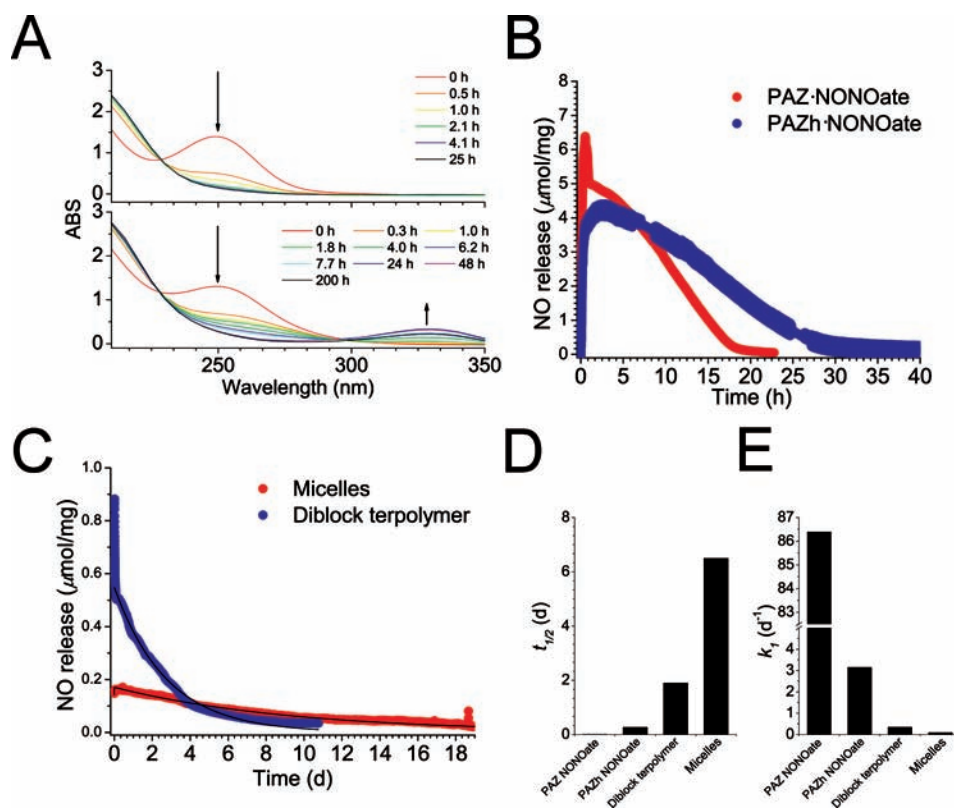 A
3
2
1
0
0 h
0.5 h
1.0 h
2.1 h
4.1 h
25 h
ABS
3
2
1
0
0 h 0.3 h 1.0 h
1.8 h 4.0 h 6.2 h
7.7 h 24 h 48 h
200 h
250 300 350
Wavelength (nm)
B
8
7
6
5
4
3
2
1
0
NO release (μmol/mg)
PAZ·NONOate
PAZh·NONOate
0 5 10 15 20 25 30 35 40
Time (h)
C
1.0
0.8
0.6
0.4
0.2
0.0
NO release (μmol/mg)
Micelles
Diblock terpolymer
0 2 4 6 8 10 12 14 16 18
Time (d)
D
8
6
4
2
0
t1/2 (d)
PAZ NONOate
PAZh NONOate
Diblock terpolymer
Micelles
E
87
86
85
84
83
5
4
3
2
1
0
k1 (d-1)
PAZ NONOate
PAZh NONOate
Diblock terpolymer
Micelles